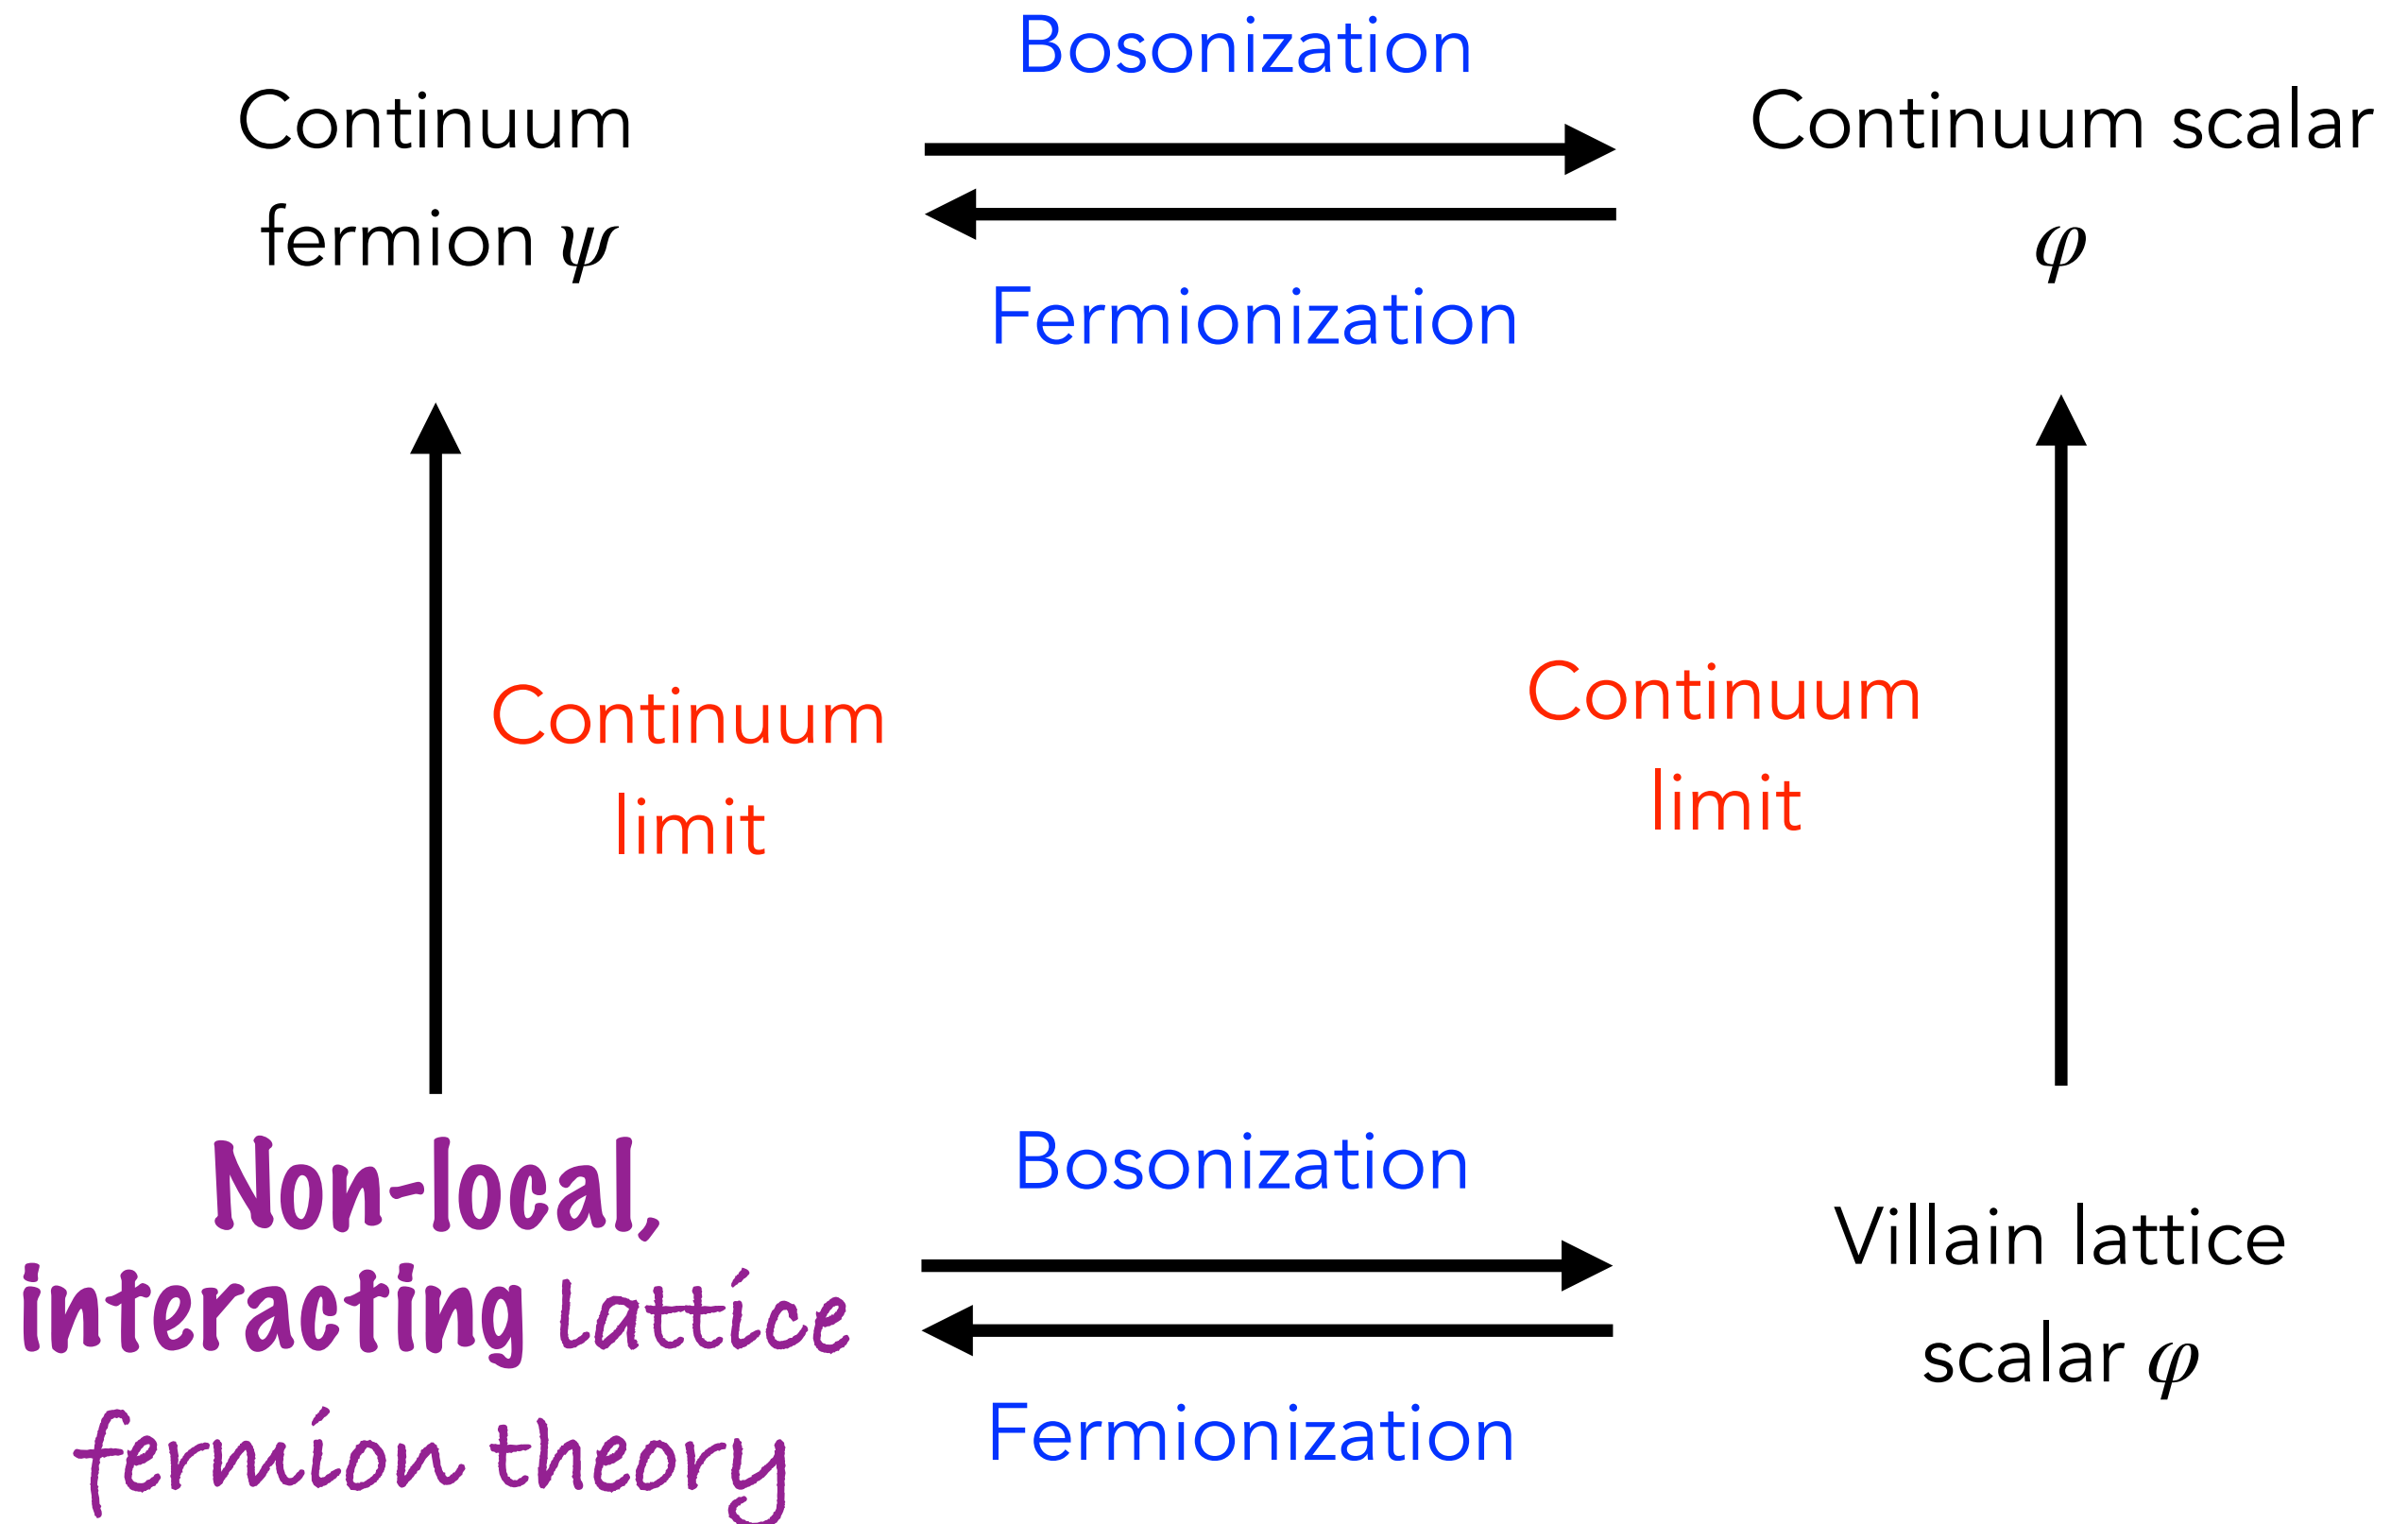 Bosonization
Continuum
fermion ψ
Continuum scalar
φ
Fermionization
Continuum
limit
Continuum
limit
Non-local,
interacting lattice
fermion theory
Bosonization
Fermionization
Villain lattice
scalar φ